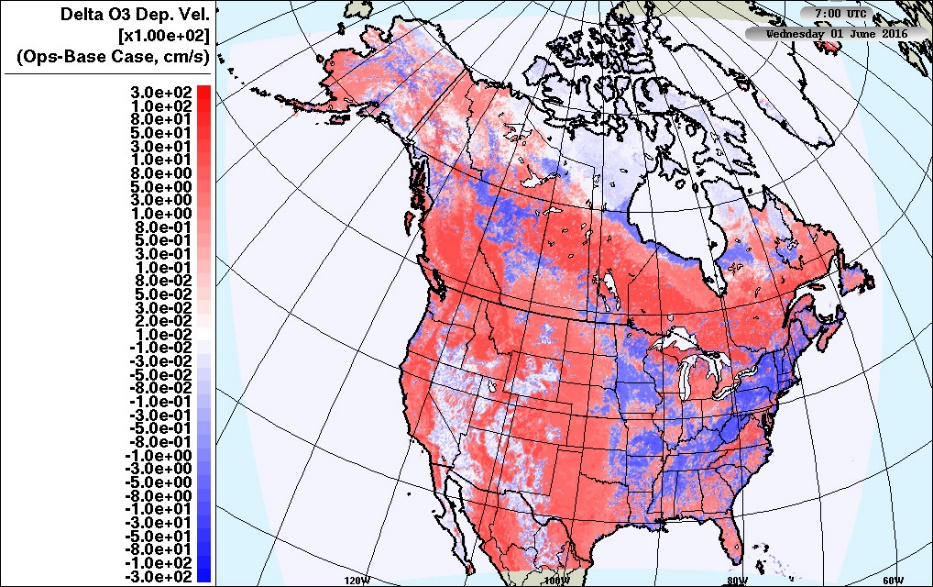 Delta O3 Dep. Vel.
[x1.00e+02]
(Ops-Base Case, cm/s)
7:00 UTC
Wednesday 01 June 2016
3.0e+02
1.0e+02
8.0e+01
5.0e+01
3.0e+01
1.0e+01
8.0e+00
5.0e+00
3.0e+00
1.0e+00
8.0e-01
5.0e-01
3.0e-01
1.0e-01
8.0e-02
5.0e-02
3.0e-02
2.0e-02
1.0e-02
-1.0e-02
-3.0e-02
-5.0e-02
-8.0e-02
-1.0e-01
-3.0e-01
-5.0e-01
-8.0e-01
-1.0e+00
-3.0e+00
-5.0e+00
-8.0e+00
-1.0e+01
-3.0e+01
-5.0e+01
-8.0e+01
-1.0e+02
-3.0e+02
120W 100W 80W 60W